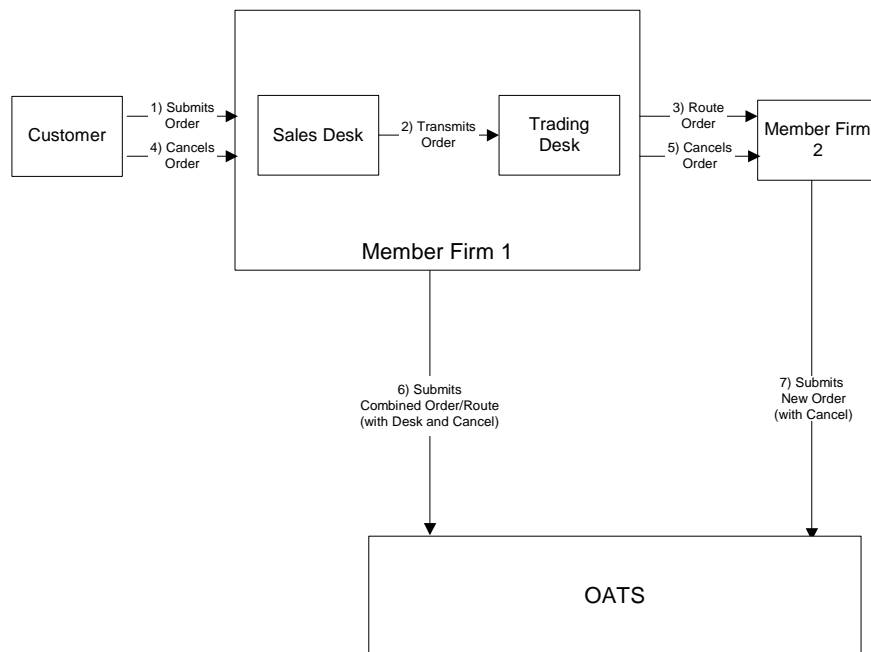 Customer
1) Submits
Order
4) Cancels
Order
Sales Desk
2) Transmits
Order
Trading
Desk
Member Firm 1
3) Route
Order
5) Cancels
Order
Member Firm
2
6) Submits
Combined Order/Route
(with Desk and Cancel)
7) Submits
New Order
(with Cancel)
OATS